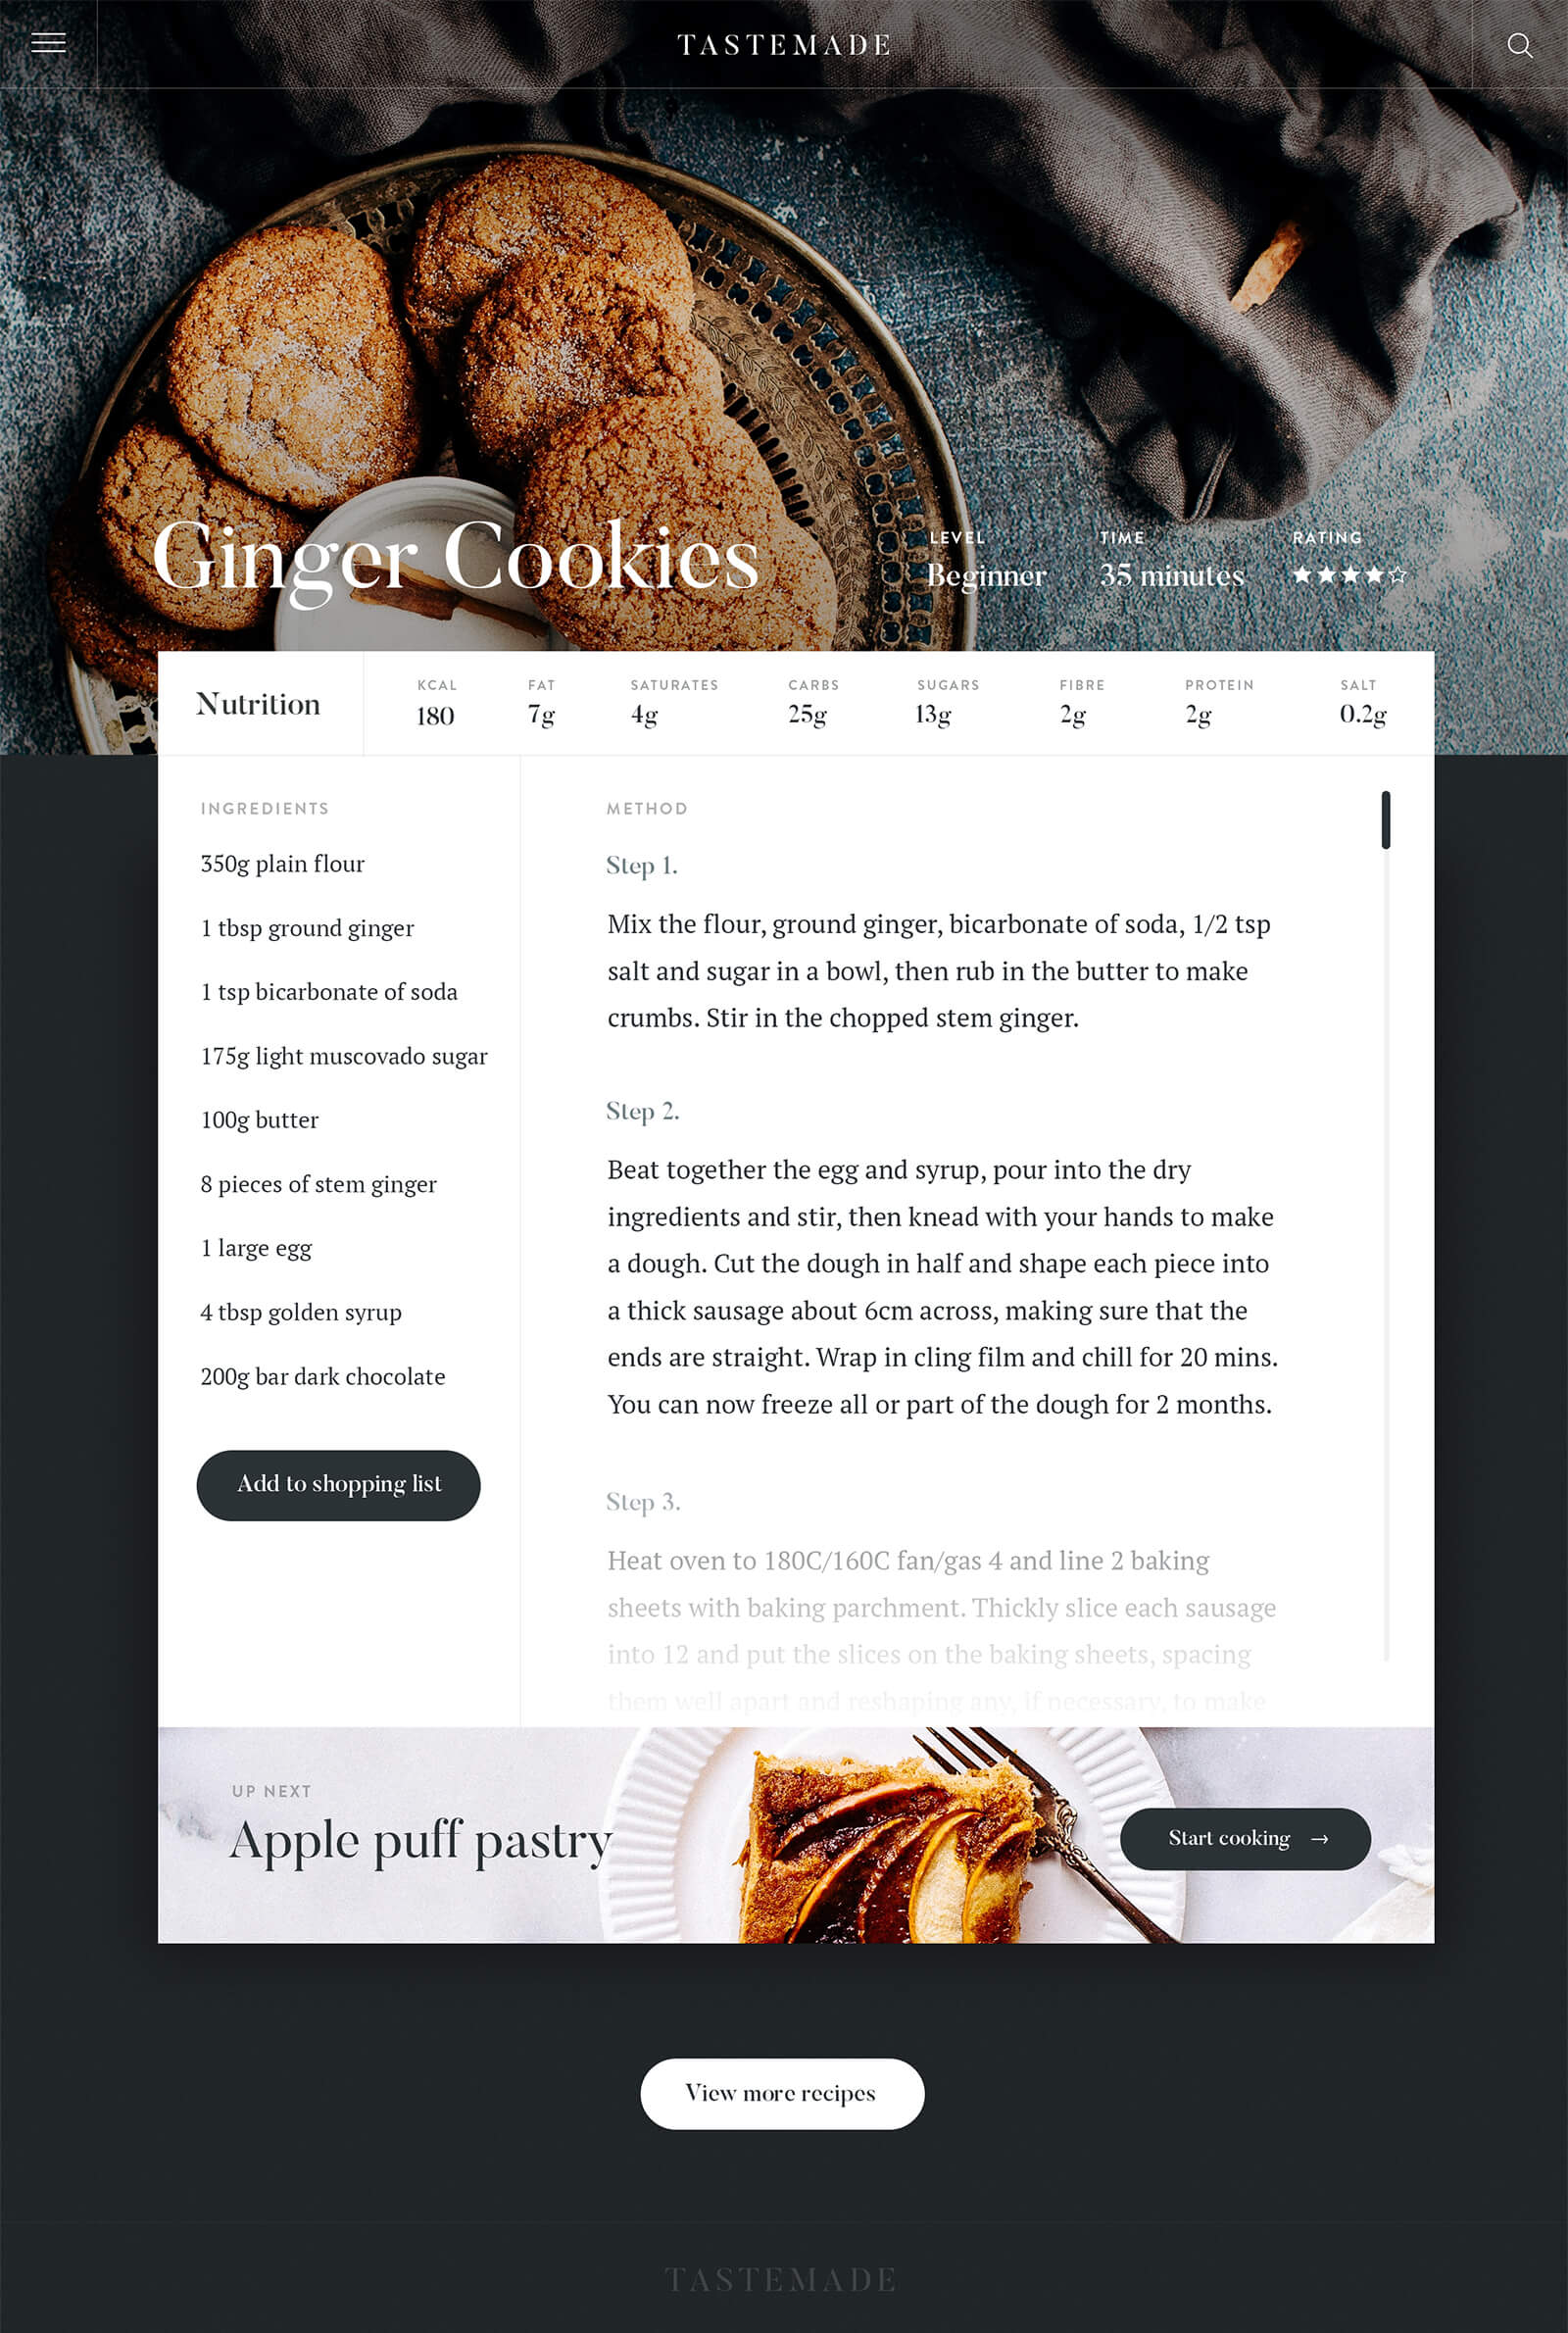 TASTEMADE
Ginger Cookies
LEVEL
Beginner
TIME
35 minutes
RATING
Nutrition
KCAL
180
FAT
7g
SATURATES
4g
CARBS
25g
SUGARS
13g
FIBRE
2g
PROTEIN
2g
SALT
0.2g
INGREDIENTS
350g plain flour
1 tbsp ground ginger
1 tsp bicarbonate of soda
175g light muscovado sugar
100g butter
8 pieces of stem ginger
1 large egg
4 tbsp golden syrup
200g bar dark chocolate
Add to shopping list
METHOD
Step 1.
Mix the flour, ground ginger, bicarbonate of soda, 1/2 tsp
salt and sugar in a bowl, then rub in the butter to make
crumbs. Stir in the chopped stem ginger.
Step 2.
Beat together the egg and syrup, pour into the dry
ingredients and stir, then knead with your hands to make
a dough. Cut the dough in half and shape each piece into
a thick sausage about 6cm across, making sure that the
ends are straight. Wrap in cling film and chill for 20 mins.
You can now freeze all or part of the dough for 2 months.
Step 3.
Heat oven to 180C/160C fan/gas 4 and line 2 baking
sheets with baking parchment. Thickly slice each sausage
into 12 and put the slices on the baking sheets, spacing
them well apart and reshaping any, if necessary, to make
UP NEXT
Apple puff pastry
Start cooking →
View more recipes
TASTEMADE